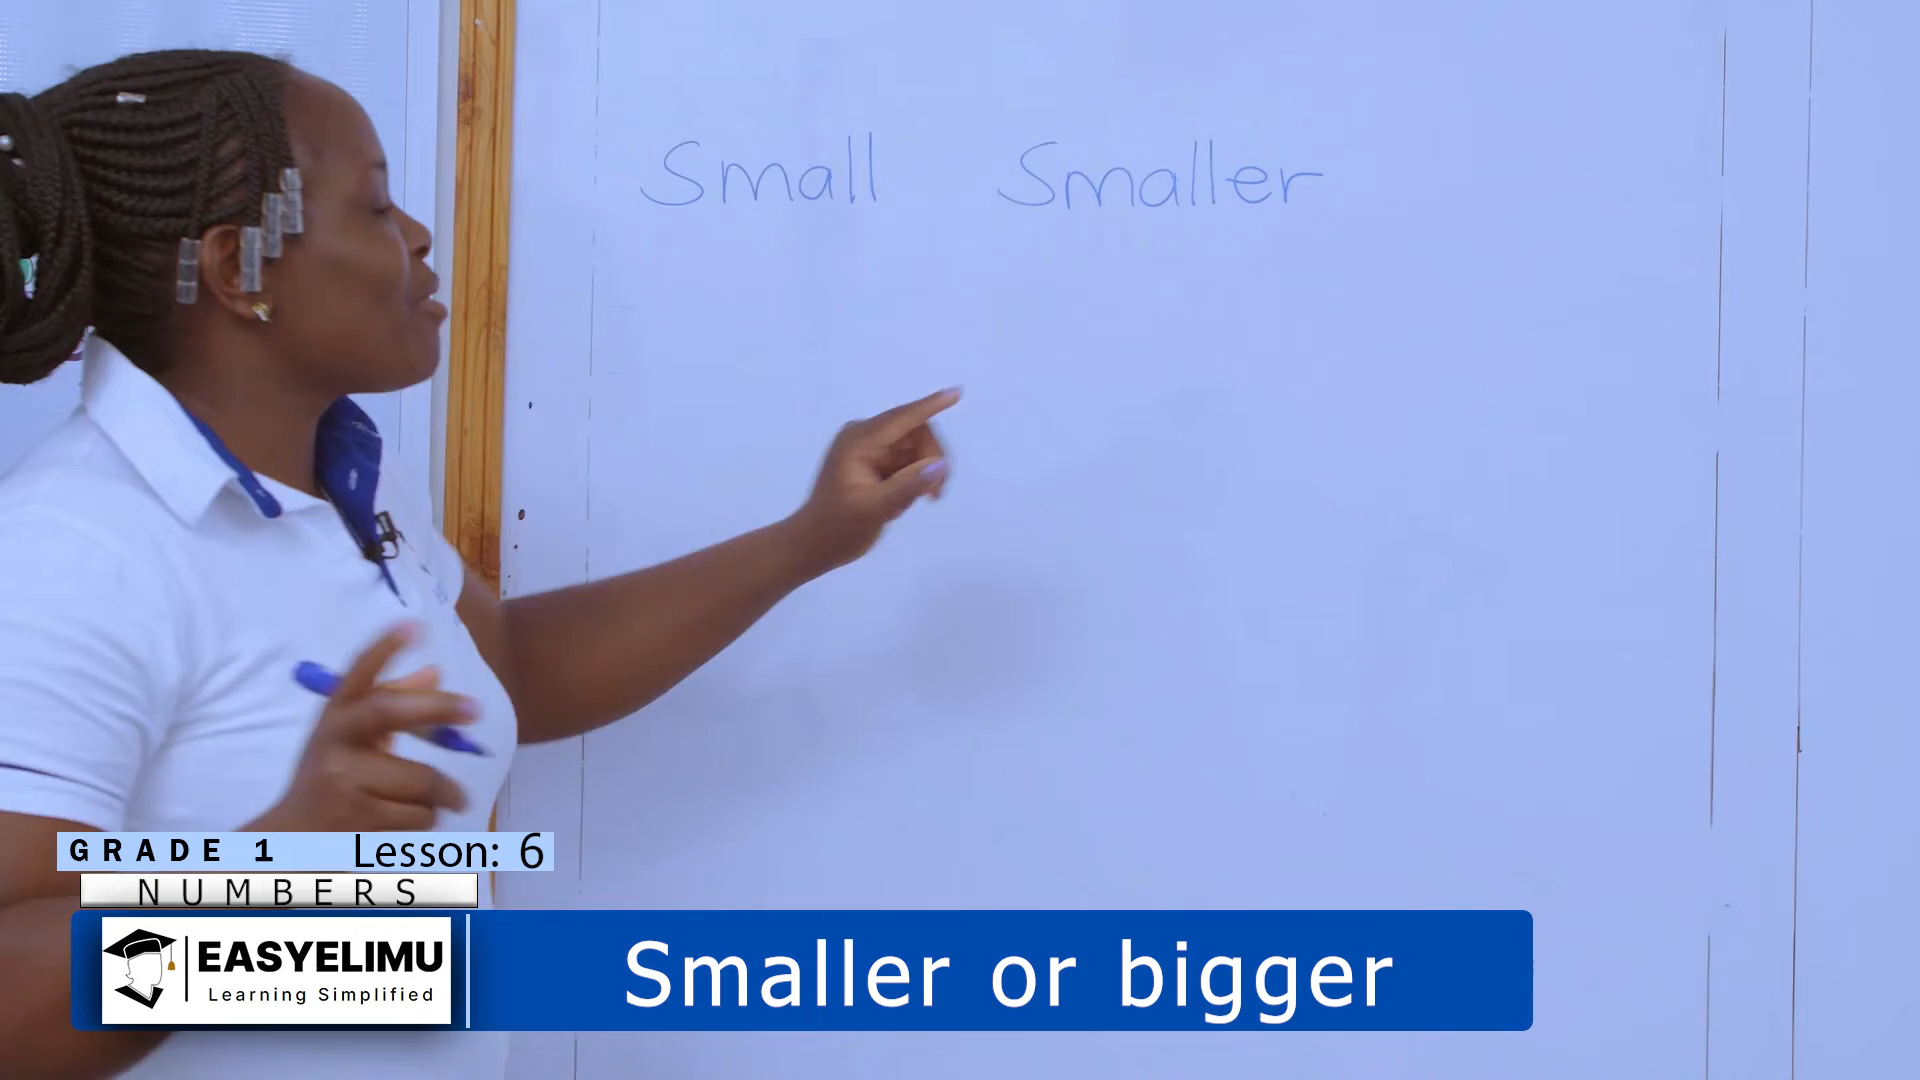 Small Smaller
GRADE 1 Lesson: 6
NUMBERS
EASYELIMU
Learning Simplified
Smaller or bigger